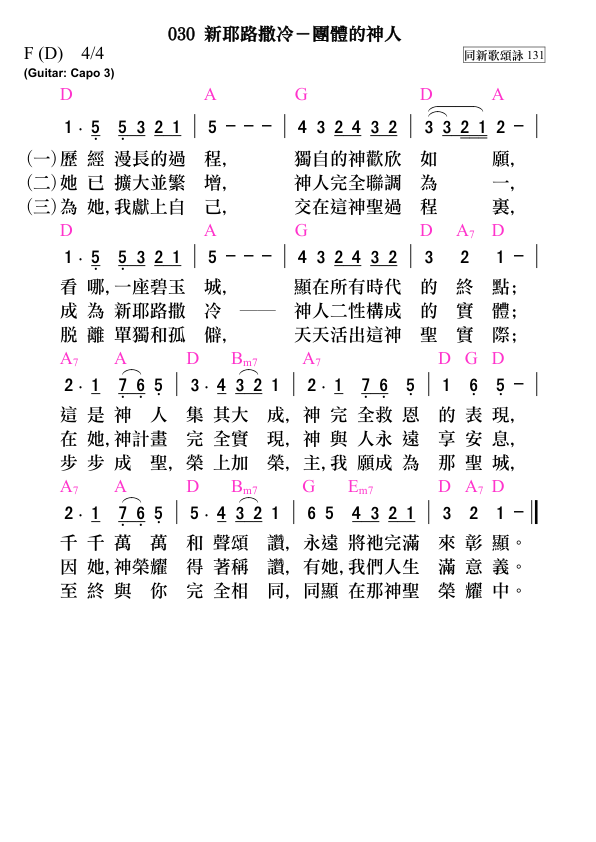 030 新耶路撒冷－團體的神人
F (D) 4/4
同新歌頌詠 131
(Guitar: Capo 3)
D A G D A
1 · 5 5 3 2 1 | 5 － － － | 4 3 2 4 3 2 | 3 3 2 1 2 － |
(一) 歷 經 漫長的過 程, 獨自的神歡欣 如 願,
(二) 她 已 擴大並繁 增, 神人完全聯調 為 一,
(三) 為 她, 我獻上自 己, 交在這神聖過 程 裏,
D A G D A7 D
1 · 5 5 3 2 1 | 5 － － － | 4 3 2 4 3 2 | 3 2 1 － |
看 哪, 一座碧玉 城, 顯在所有時代 的 終 點;
成 為 新耶路撒 冷 —— 神人二性構成 的 實 體;
脫 離 單獨和孤 僻, 天天活出這神 聖 實 際;
A7 A D Bm7 A7 D G D
2 · 1 7 6 5 | 3 · 4 3 2 1 | 2 · 1 7 6 5 | 1 6 5 － |
這 是 神 人 集 其大 成, 神 完 全救 恩 的 表 現,
在 她, 神計畫 完 全實 現, 神 與 人永 遠 享 安 息,
步 步 成 聖, 榮 上加 榮, 主, 我 願成 為 那 聖 城,
A7 A D Bm7 G Em7 D A7 D
2 · 1 7 6 5 | 5 · 4 3 2 1 | 6 5 4 3 2 1 | 3 2 1 － ‖
千 千 萬 萬 和 聲頌 讚, 永遠 將祂完滿 來 彰 顯。
因 她, 神榮耀 得 著稱 讚, 有她, 我們人生 滿 意 義。
至 終 與 你 完 全相 同, 同顯 在那神聖 榮 耀 中。